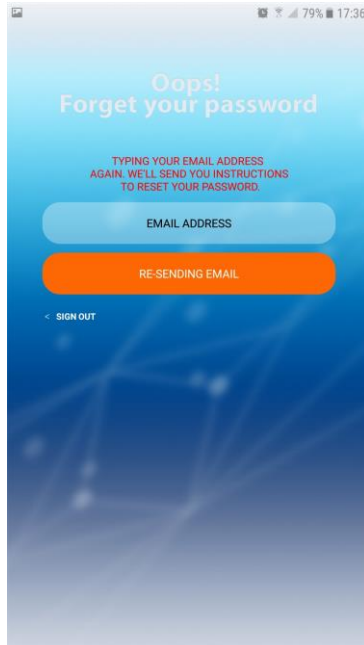 79% 17:36
Oops!
Forget your password
TYPING YOUR EMAIL ADDRESS
AGAIN. WE'LL SEND YOU INSTRUCTIONS
TO RESET YOUR PASSWORD.
EMAIL ADDRESS
RE-SENDING EMAIL
< SIGN OUT